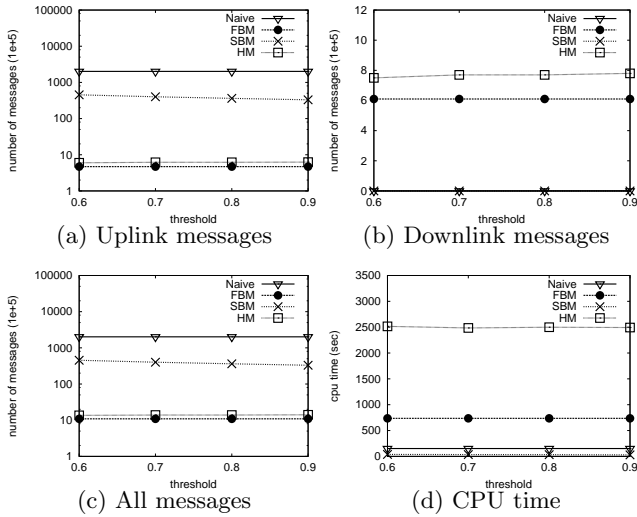 100000
10000
1000
100
10
1
0.6 0.7 0.8 0.9
number of messages (1e+5)
threshold
Naive
FBM
SBM
HM
(a) Uplink messages
12
10
8
6
4
2
0
0.6 0.7 0.8 0.9
number of messages (1e+5)
threshold
Naive
FBM
SBM
HM
(b) Downlink messages
100000
10000
1000
100
10
1
0.6 0.7 0.8 0.9
number of messages (1e+5)
threshold
Naive
FBM
SBM
HM
(c) All messages
3500
3000
2500
2000
1500
1000
500
0
0.6 0.7 0.8 0.9
cpu time (sec)
threshold
Naive
FBM
SBM
HM
(d) CPU time